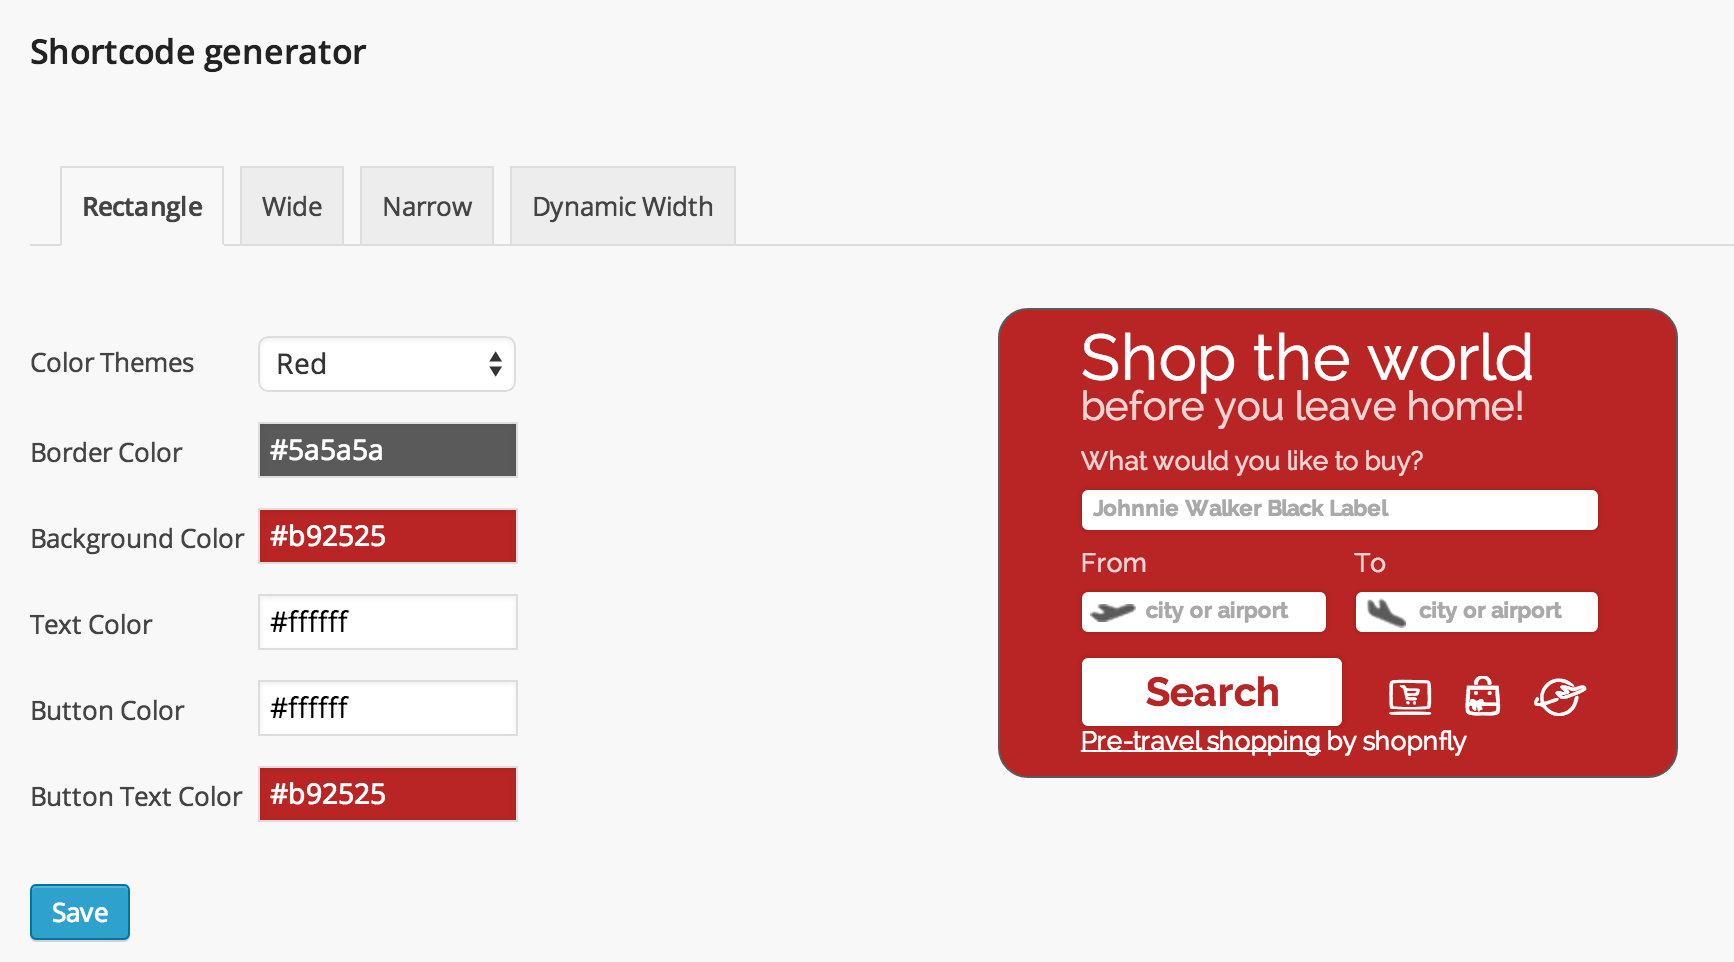 Shortcode generator
Rectangle Wide Narrow Dynamic Width
Color Themes Red
Border Color #5a5a5a
Background Color #b92525
Text Color #ffffff
Button Color #ffffff
Button Text Color #b92525
Save
Shop the world
before you leave home!
What would you like to buy?
Johnnie Walker Black Label
From To
city or airport city or airport
Search
Pre-travel shopping by shopnfly